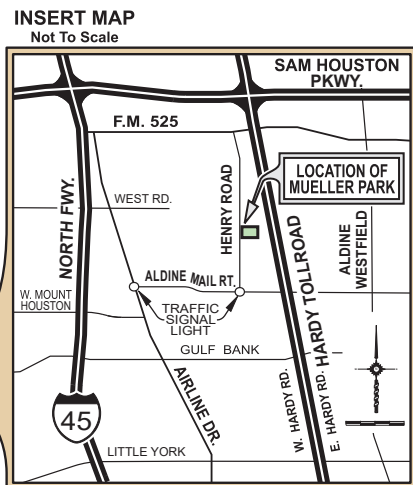 INSERT MAP
Not To Scale
SAM HOUSTON
PKWY.
F.M. 525
LOCATION OF
MUELLER PARK
WEST RD.
HENRY ROAD
NORTH FWY.
ALDINE
WESTFIELD
HARDY TOLLROAD
ALDINE MAIL RT.
W. MOUNT
HOUSTON
TRAFFIC
SIGNAL
LIGHT
GULF BANK
AIRLINE DR.
W. HARDY RD.
E. HARDY RD.
45
LITTLE YORK